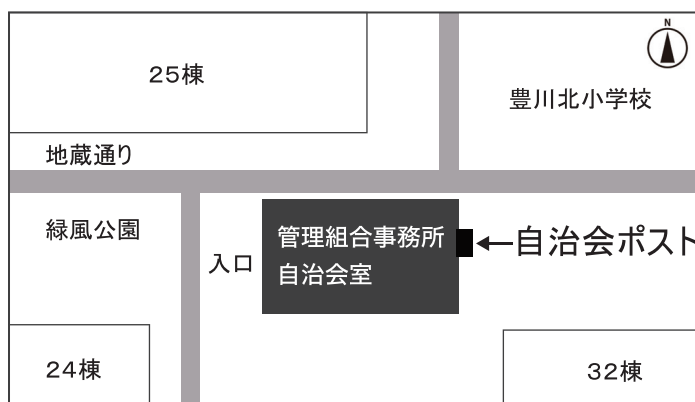 N
25棟
豊川北小学校
地蔵通り
緑風公園
管理組合事務所
自治会室
入口
自治会ポスト
24棟
32棟